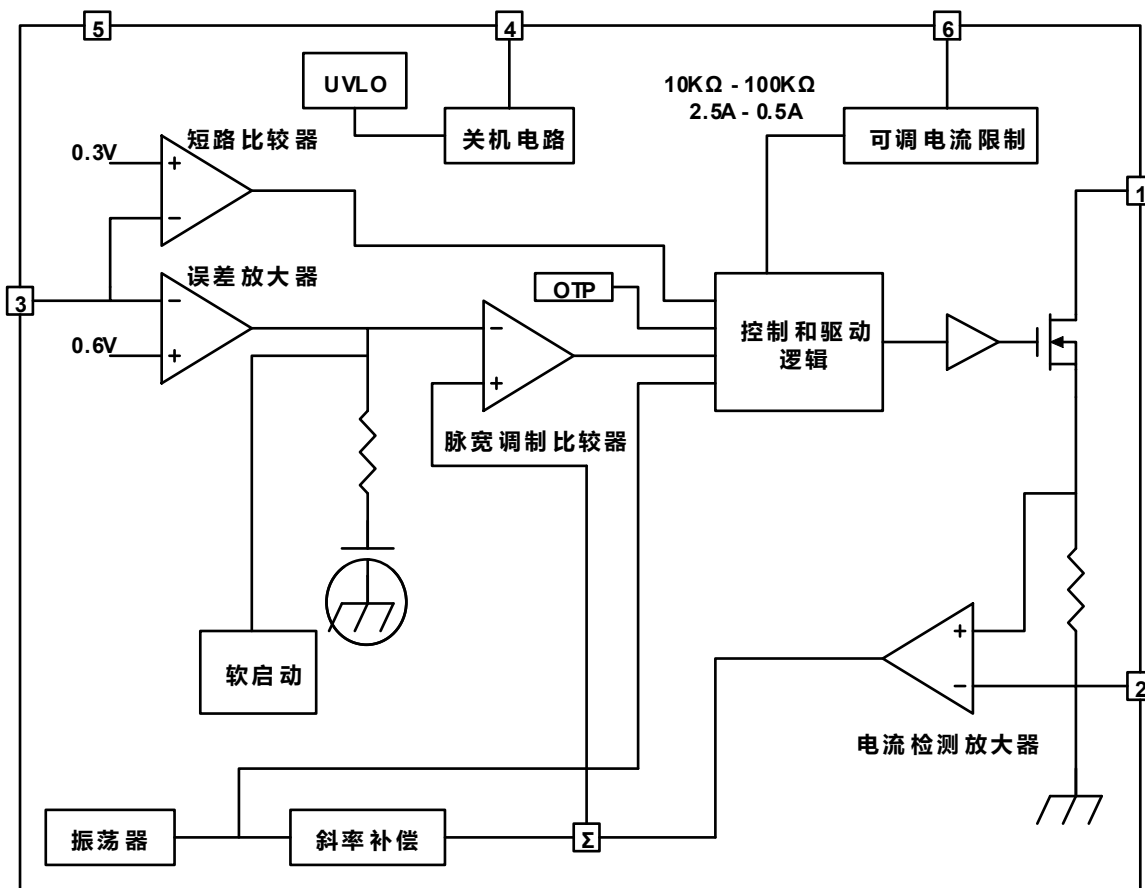 5
4
6
UVLO
10KΩ - 100KΩ
2.5A - 0.5A
关机电路
可调电流限制
短路比较器
0.3V
+
−
1
误差放大器
3
−
OTP
0.6V
+
−
控制和驱动
逻辑
+
脉宽调制比较器
+
软启动
−
2
电流检测放大器
振荡器
斜率补偿
Σ